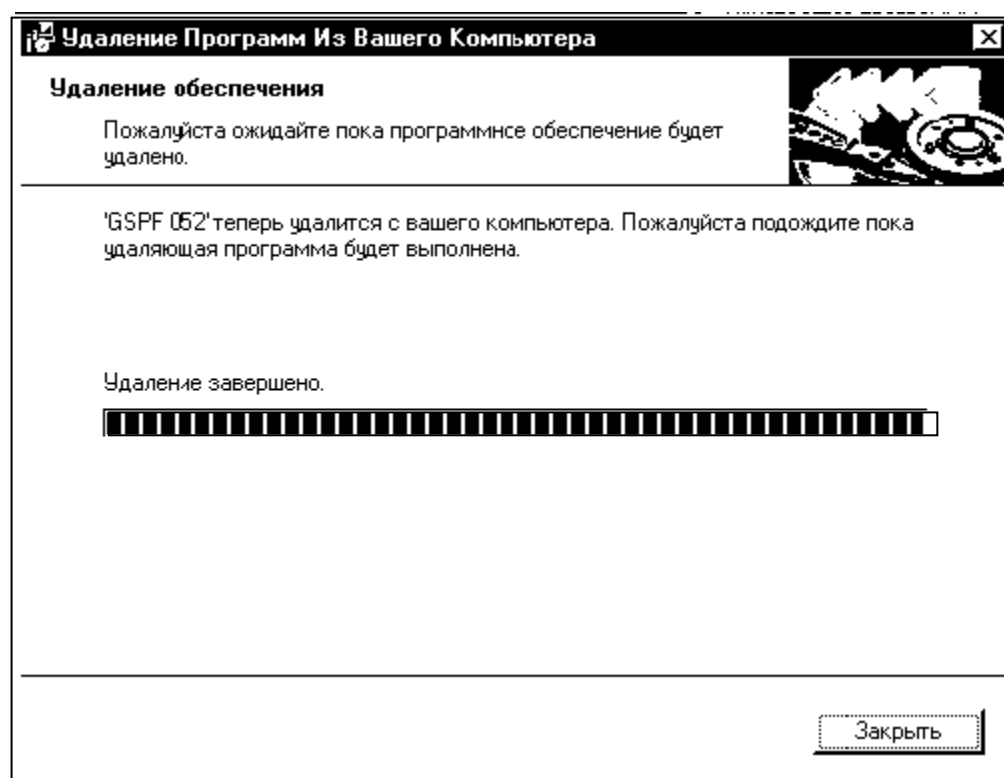 Удаление Программ Из Вашего Компьютера
Удаление обеспечения
Пожалуйста ожидайте пока программнсе обеспечение будет
удалено.
'GSPF 052' теперь удалится с вашего компьютера. Пожалуйста подождите пока
удаляющая программа будет выполнена.
Удаление завершено.
Закрыть